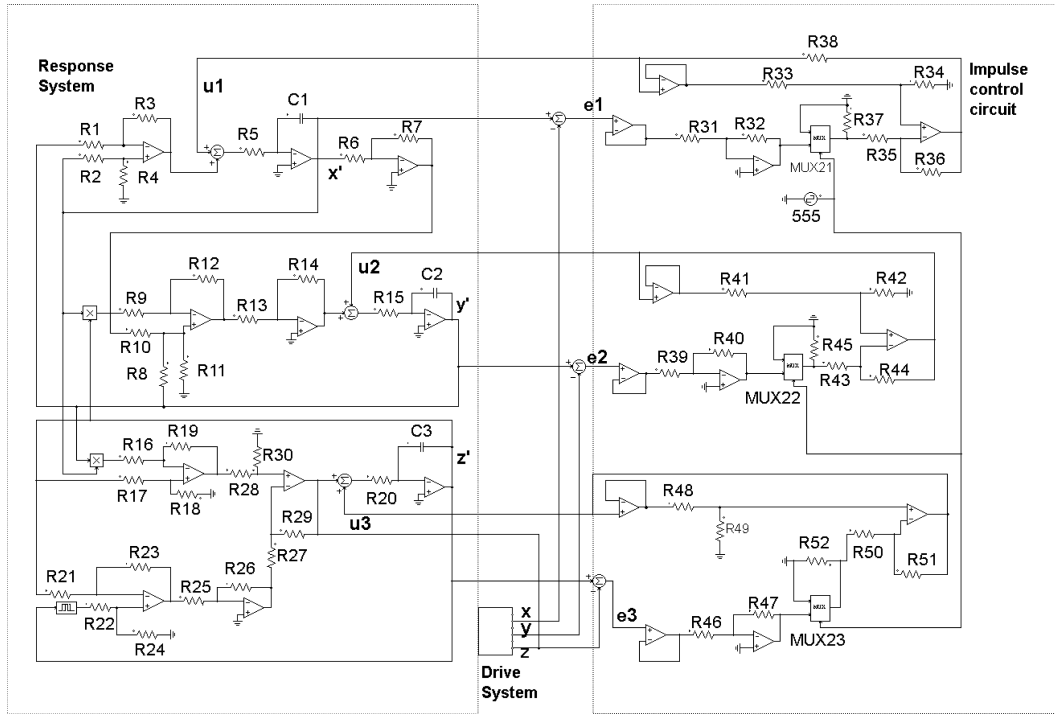 Response System
u1
R38
Impulse control circuit
R3
C1
e1
R33
R34
R1
R5
R7
R31
R32
R37
MUX
R2
R4
R6
x'
MUX21
R35
R36
555
R12
R14
u2
C2
R41
R42
R9
R13
R15
y'
R10
R8
R11
e2
R39
R40
MUX
R45
R43
R44
MUX22
R16
R19
R30
C3
z'
R17
R18
R28
R20
R48
R29
u3
R49
R23
R27
R52
R50
R51
R21
R25
R26
MUX
R22
R24
x
y
z
e3
R46
R47
MUX23
Drive System